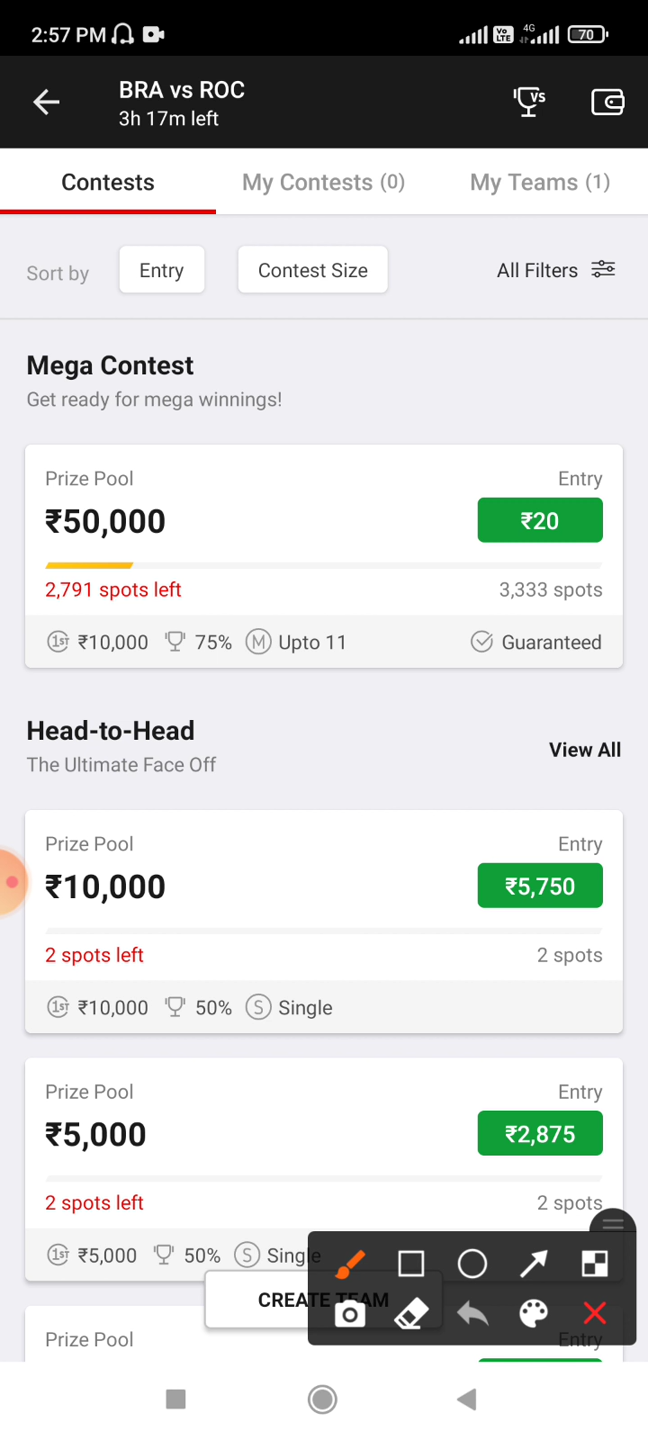 2:57 PM
Vo LTE 4G 70
BRA vs ROC
3h 17m left
VS
Contests My Contests (0) My Teams (1)
Sort by Entry Contest Size All Filters
Mega Contest
Get ready for mega winnings!
Prize Pool Entry
₹50,000 ₹20
2,791 spots left 3,333 spots
1ST ₹10,000 75% M Upto 11 Guaranteed
Head-to-Head
The Ultimate Face Off
View All
Prize Pool Entry
₹10,000 ₹5,750
2 spots left 2 spots
1ST ₹10,000 50% S Single
Prize Pool Entry
₹5,000 ₹2,875
2 spots left 2 spots
1ST ₹5,000 50% S Single
CREATE TEAM
Prize Pool Entry